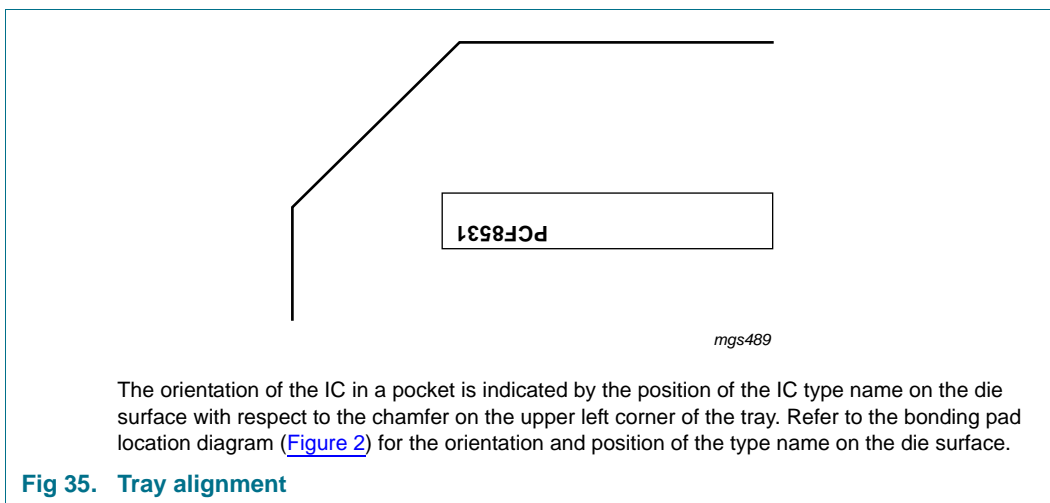 PCF8531
mgs489
The orientation of the IC in a pocket is indicated by the position of the IC type name on the die
surface with respect to the chamfer on the upper left corner of the tray. Refer to the bonding pad
location diagram (Figure 2) for the orientation and position of the type name on the die surface.
Fig 35. Tray alignment